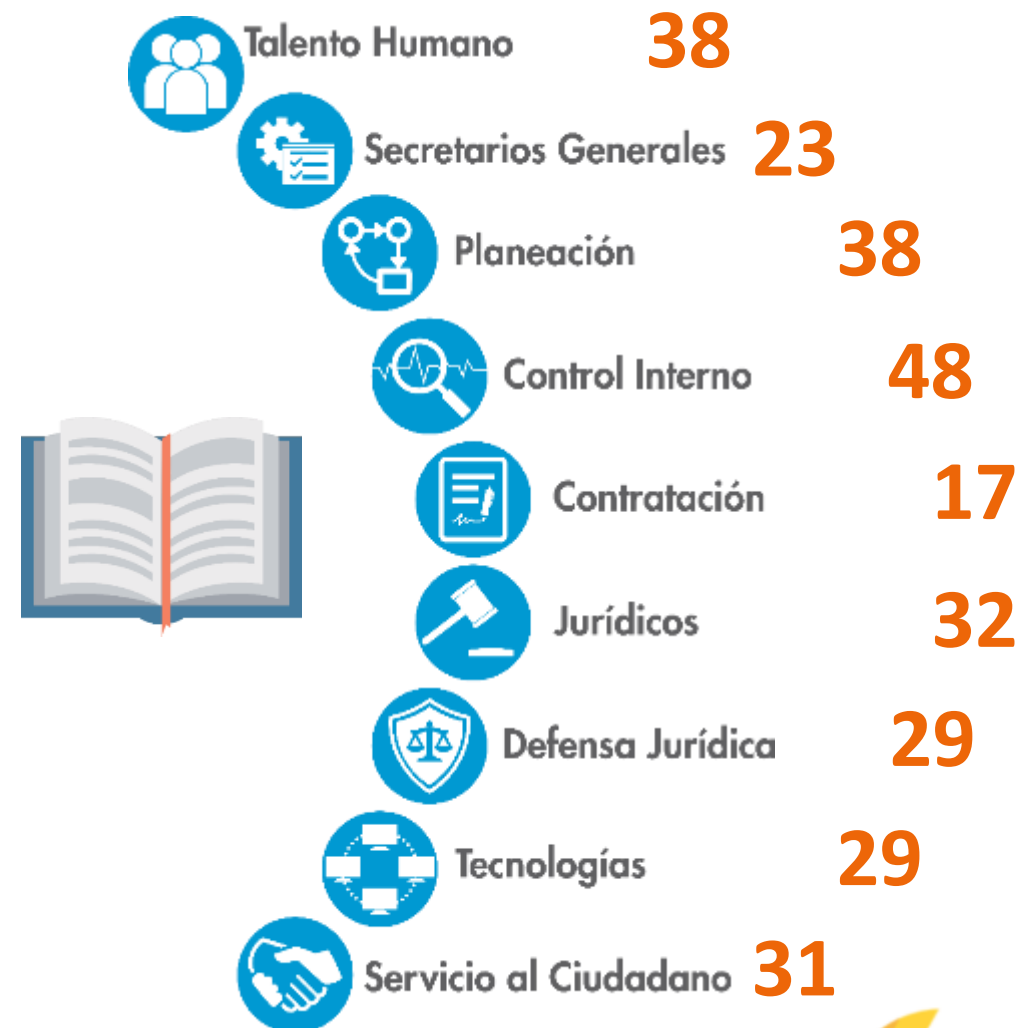 Talento Humano 38
Secretarios Generales 23
Planeación 38
Control Interno 48
Contratación 17
Jurídicos 32
Defensa Jurídica 29
Tecnologías 29
Servicio al Ciudadano 31